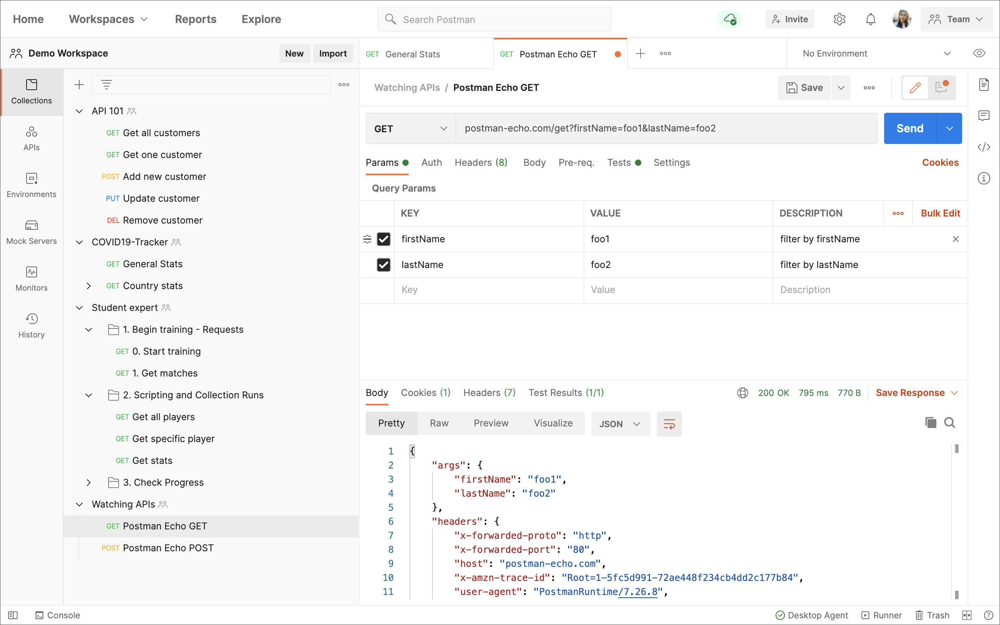 Home Workspaces Reports Explore Search Postman Invite Team
Demo Workspace New Import
GET General Stats GET Postman Echo GET No Environment
Collections
APIs
Environments
Mock Servers
Monitors
History
API 101
GET Get all customers
GET Get one customer
POST Add new customer
PUT Update customer
DEL Remove customer
COVID19-Tracker
GET General Stats
GET Country stats
Student expert
1. Begin training - Requests
GET 0. Start training
GET 1. Get matches
2. Scripting and Collection Runs
GET Get all players
GET Get specific player
GET Get stats
3. Check Progress
Watching APIs
GET Postman Echo GET
POST Postman Echo POST
Watching APIs / Postman Echo GET Save
GET postman-echo.com/get?firstName=foo1&lastName=foo2 Send
Params Auth Headers (8) Body Pre-req. Tests Settings Cookies
Query Params
KEY VALUE DESCRIPTION Bulk Edit
firstName foo1 filter by firstName
lastName foo2 filter by lastName
Key Value Description
Body Cookies (1) Headers (7) Test Results (1/1) 200 OK 795 ms 770 B Save Response
Pretty Raw Preview Visualize JSON
1 {
2 "args": {
3 "firstName": "foo1",
4 "lastName": "foo2"
5 },
6 "headers": {
7 "x-forwarded-proto": "http",
8 "x-forwarded-port": "80",
9 "host": "postman-echo.com",
10 "x-amzn-trace-id": "Root=1-5fc5d991-72ae448f234cb4dd2c177b84",
11 "user-agent": "PostmanRuntime/7.26.8",
Console Desktop Agent Runner Trash